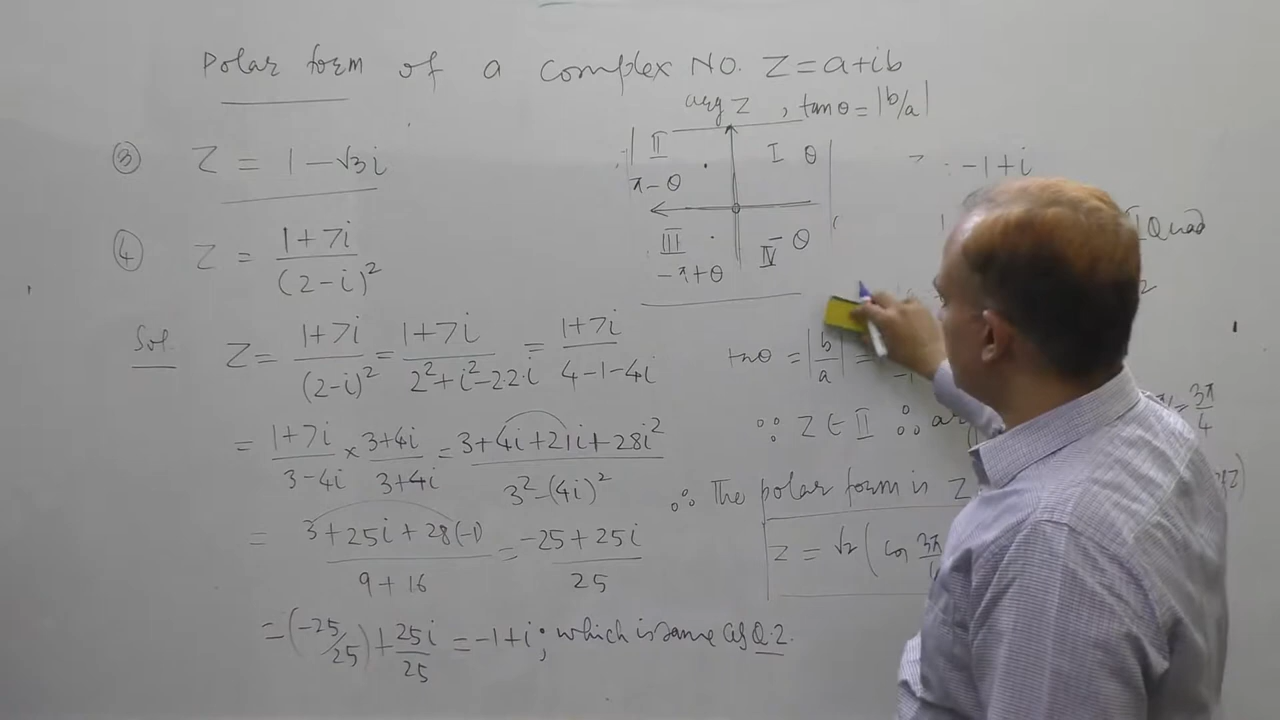 Polar form of a complex No. Z = a+ib
arg Z , tanθ = |b/a|
③ Z = 1 - √3i
II I θ
π-θ
III IV -θ
-π+θ
-1+i
Quad
④ Z = (1+7i)/(2-i)²
Sol. Z = (1+7i)/(2-i)² = (1+7i)/(2²+i²-2.2.i) = (1+7i)/(4-1-4i)
= (1+7i)/(3-4i) × (3+4i)/(3+4i) = (3+4i+21i+28i²)/(3²-(4i)²)
= (3+25i+28(-1))/(9+16) = (-25+25i)/25
= (-25/25) + 25i/25 = -1+i ; which is same as Q.2.
tanθ = |b/a| =
∵ Z ∈ II ∴ = 3π/4
∴ The polar form is Z
Z = √2 ( cos 3π